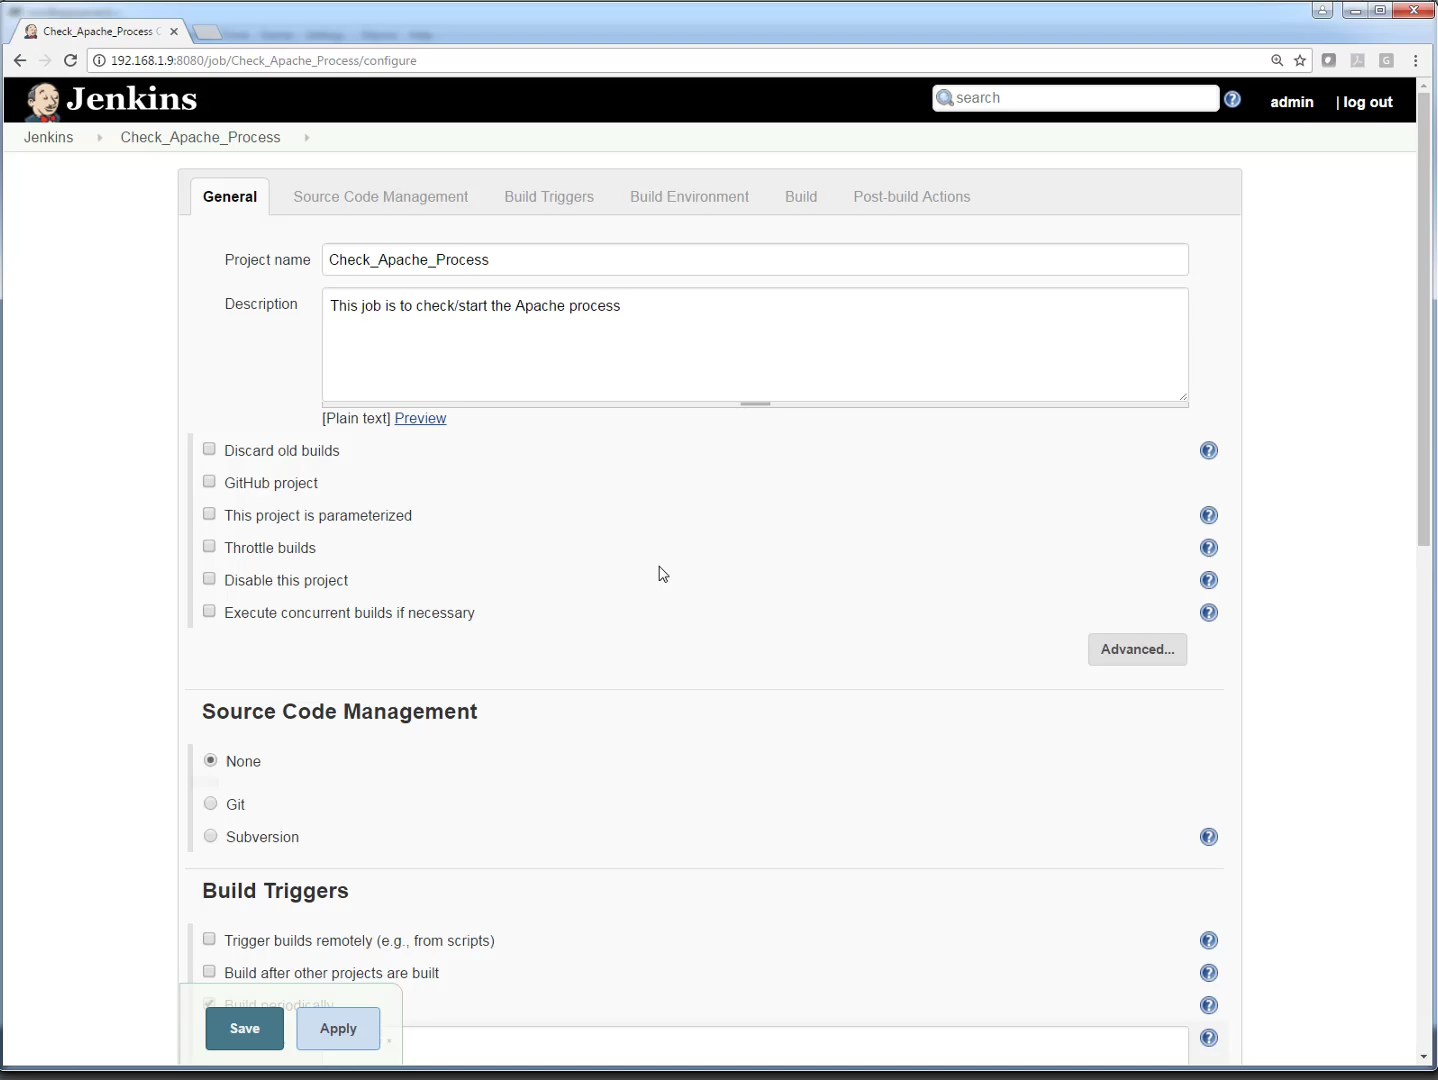 Check_Apache_Process C
192.168.1.9:8080/job/Check_Apache_Process/configure
Jenkins
search
admin
| log out
Jenkins
Check_Apache_Process
General
Source Code Management
Build Triggers
Build Environment
Build
Post-build Actions
Project name
Check_Apache_Process
Description
This job is to check/start the Apache process
[Plain text] Preview
Discard old builds
GitHub project
This project is parameterized
Throttle builds
Disable this project
Execute concurrent builds if necessary
Advanced...
Source Code Management
None
Git
Subversion
Build Triggers
Trigger builds remotely (e.g., from scripts)
Build after other projects are built
Build periodically
Save
Apply